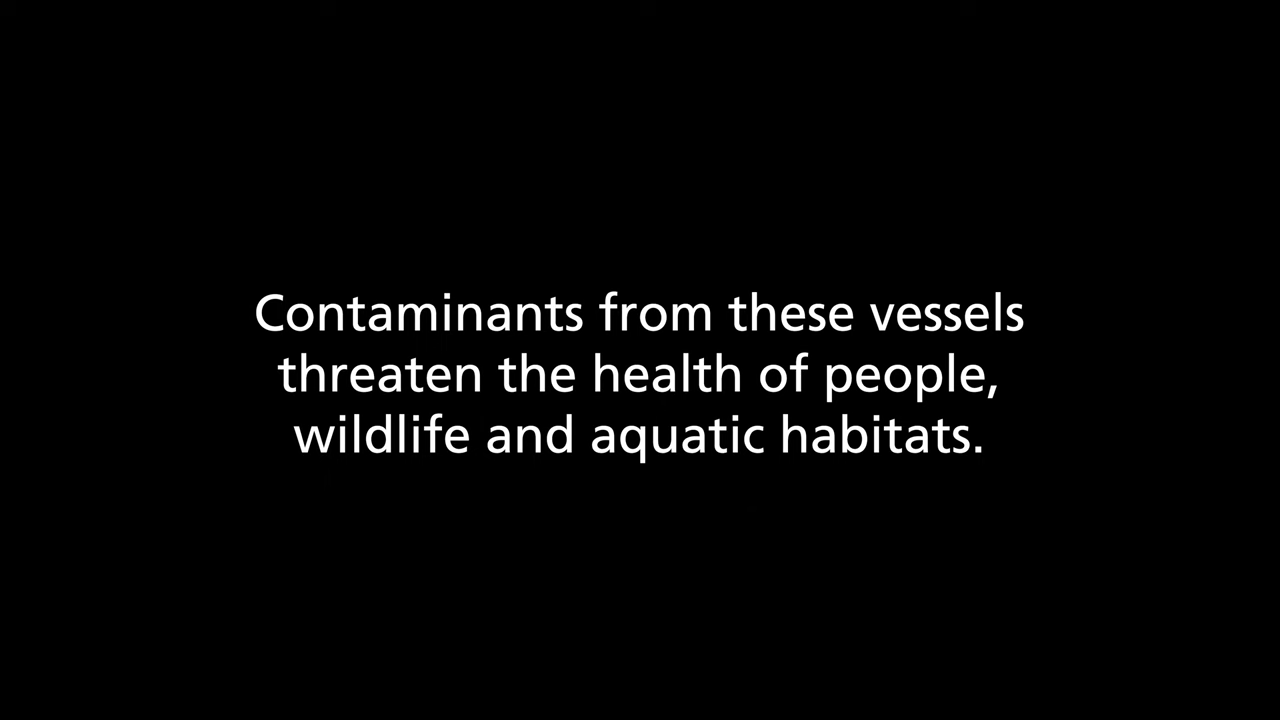 Contaminants from these vessels
threaten the health of people,
wildlife and aquatic habitats.